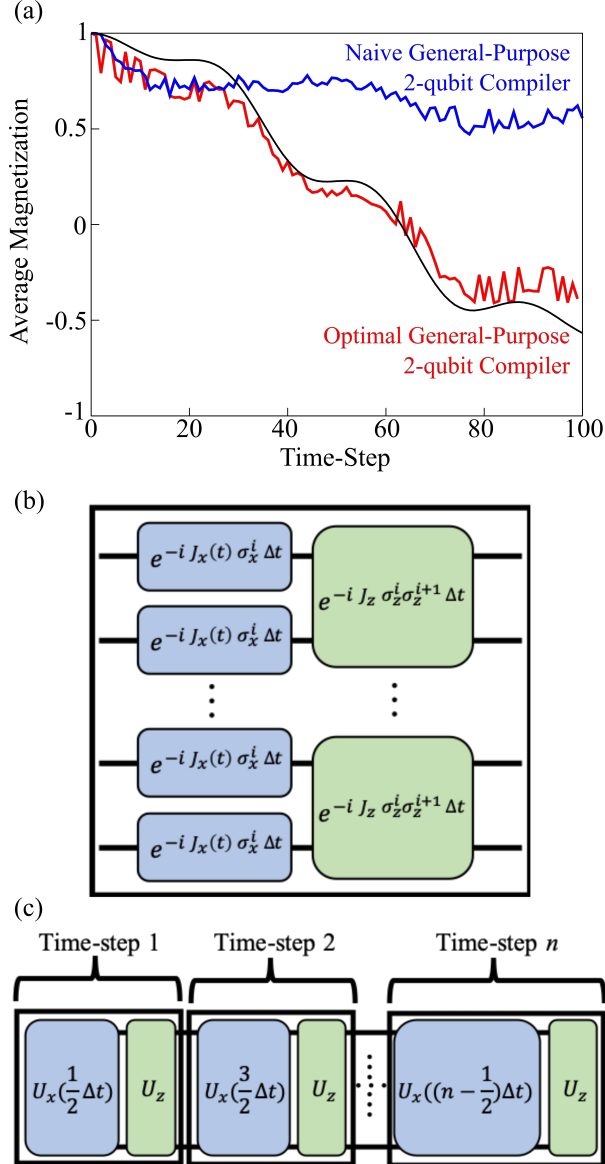 (a)
1
Naive General-Purpose
2-qubit Compiler
0.5
Average Magnetization
0
-0.5
Optimal General-Purpose
2-qubit Compiler
-1
0 20 40 60 80 100
Time-Step
(b)
e^{-i J_x(t) σ_x^i Δt}
e^{-i J_z σ_z^i σ_z^{i+1} Δt}
e^{-i J_x(t) σ_x^i Δt}
e^{-i J_x(t) σ_x^i Δt}
e^{-i J_z σ_z^i σ_z^{i+1} Δt}
e^{-i J_x(t) σ_x^i Δt}
(c)
Time-step 1 Time-step 2 Time-step n
U_x(\frac{1}{2}Δt) U_z U_x(\frac{3}{2}Δt) U_z U_x((n − \frac{1}{2})Δt) U_z